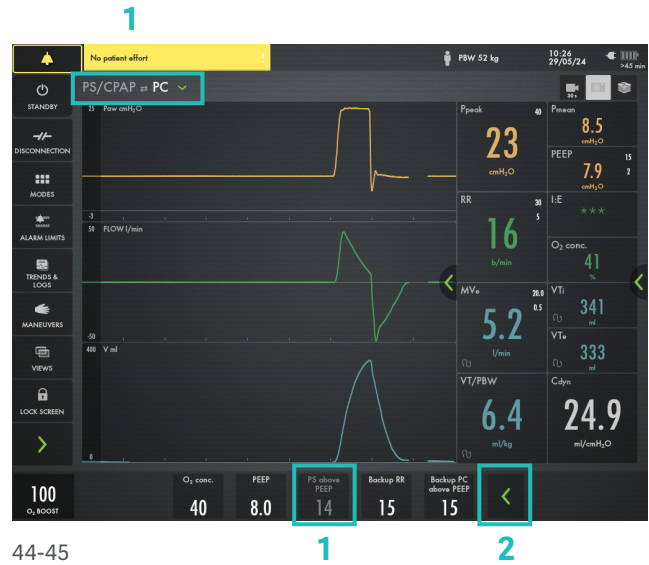 1
No patient effort !
PBW 52 kg
10:26
29/05/24
>45 min
STANDBY
PS/CPAP ⇄ PC
30 s
DISCONNECTION
MODES
ALARM LIMITS
TRENDS &
LOGS
MANEUVERS
VIEWS
LOCK SCREEN
25 Paw cmH2O
-3
50 FLOW l/min
-50
400 V ml
0
Ppeak 40
23
cmH2O
Pmean
8.5
cmH2O
PEEP 15
7.9 2
cmH2O
RR 30
5
16
b/min
I:E
***
O2 conc.
41
%
MVe 20.0
0.5
5.2
l/min
VTi
341
ml
VTe
333
ml
VT/PBW
6.4
ml/kg
Cdyn
24.9
ml/cmH2O
100
O2 BOOST
O2 conc.
40
PEEP
8.0
PS above
PEEP
14
Backup RR
15
Backup PC
above PEEP
15
44-45
1
2